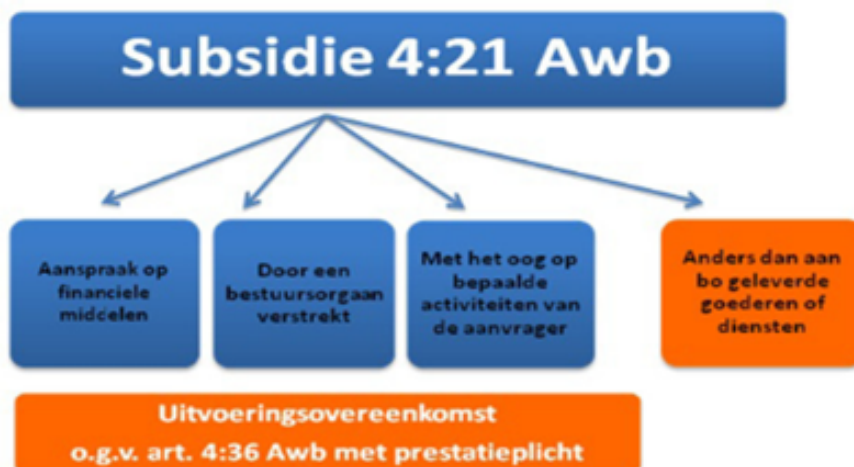 Subsidie 4:21 Awb
Aanspraak op
financiele
middelen
Door een
bestuursorgaan
verstrekt
Met het oog op
bepaalde
activiteiten van
de aanvrager
Anders dan aan
bo geleverde
goederen of
diensten
Uitvoeringsovereenkomst
o.g.v. art. 4:36 Awb met prestatieplicht